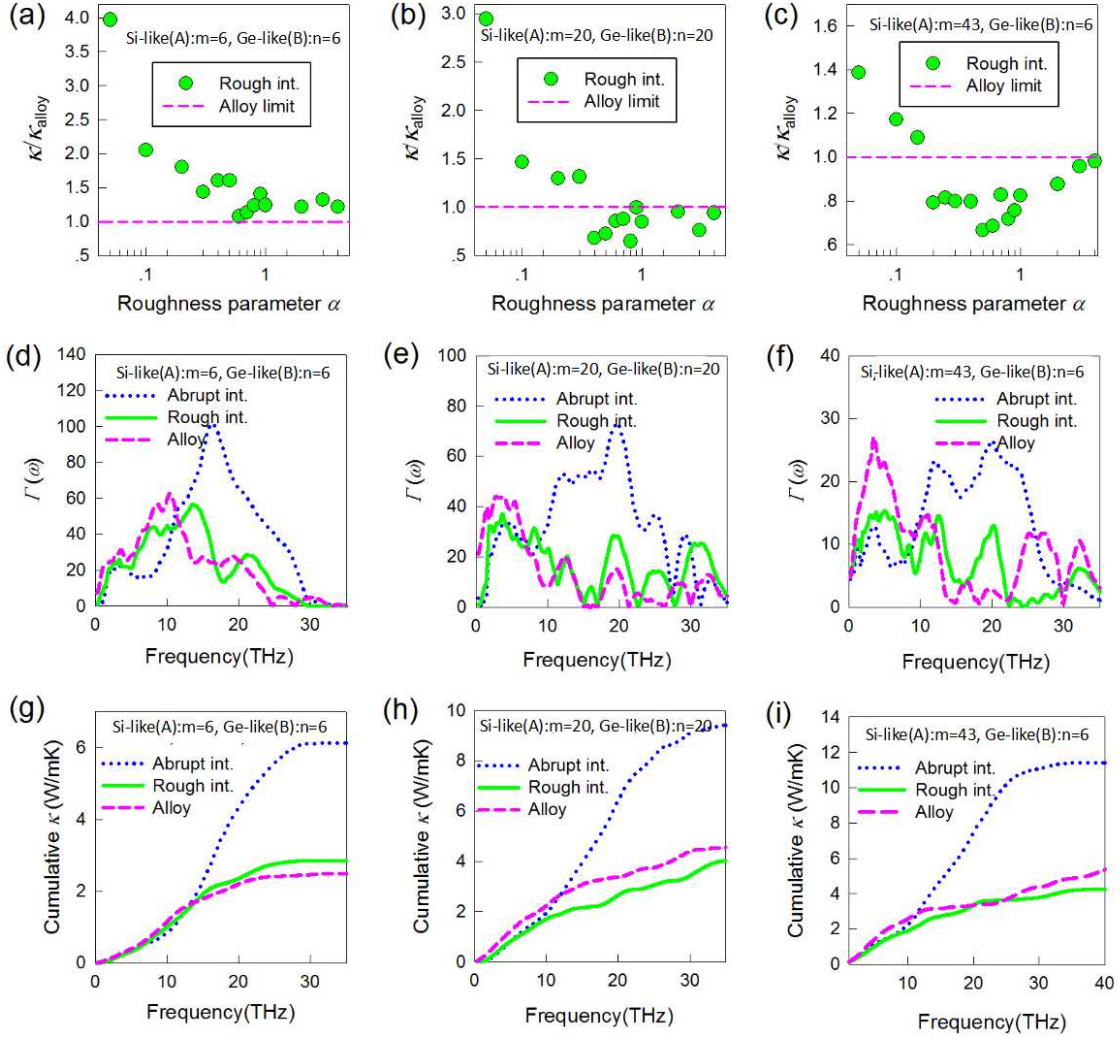 (a)
4.0
3.5
3.0
2.5
2.0
1.5
1.0
.5
κ/κalloy
Si-like(A):m=6, Ge-like(B):n=6
Rough int.
Alloy limit
.1
1
Roughness parameter α
(b)
3.0
2.5
2.0
1.5
1.0
.5
κ/κalloy
Si-like(A):m=20, Ge-like(B):n=20
Rough int.
Alloy limit
.1
1
Roughness parameter α
(c)
1.6
1.4
1.2
1.0
.8
.6
κ/κalloy
Si-like(A):m=43, Ge-like(B):n=6
Rough int.
Alloy limit
.1
1
Roughness parameter α
(d)
140
120
100
80
60
40
20
0
Γ(ω)
Si-like(A):m=6, Ge-like(B):n=6
Abrupt int.
Rough int.
Alloy
0 10 20 30
Frequency(THz)
(e)
100
80
60
40
20
0
Γ(ω)
Si-like(A):m=20, Ge-like(B):n=20
Abrupt int.
Rough int.
Alloy
0 10 20 30
Frequency(THz)
(f)
40
30
20
10
0
Γ(ω)
Si-like(A):m=43, Ge-like(B):n=6
Abrupt int.
Rough int.
Alloy
0 10 20 30
Frequency(THz)
(g)
6
4
2
0
Cumulative κ (W/mK)
Si-like(A):m=6, Ge-like(B):n=6
Abrupt int.
Rough int.
Alloy
0 10 20 30
Frequency(THz)
(h)
10
8
6
4
2
0
Cumulative κ (W/mK)
Si-like(A):m=20, Ge-like(B):n=20
Abrupt int.
Rough int.
Alloy
0 10 20 30
Frequency(THz)
(i)
14
12
10
8
6
4
2
0
Cumulative κ (W/mK)
Si-like(A):m=43, Ge-like(B):n=6
Abrupt int.
Rough int.
Alloy
10 20 30 40
Frequency(THz)